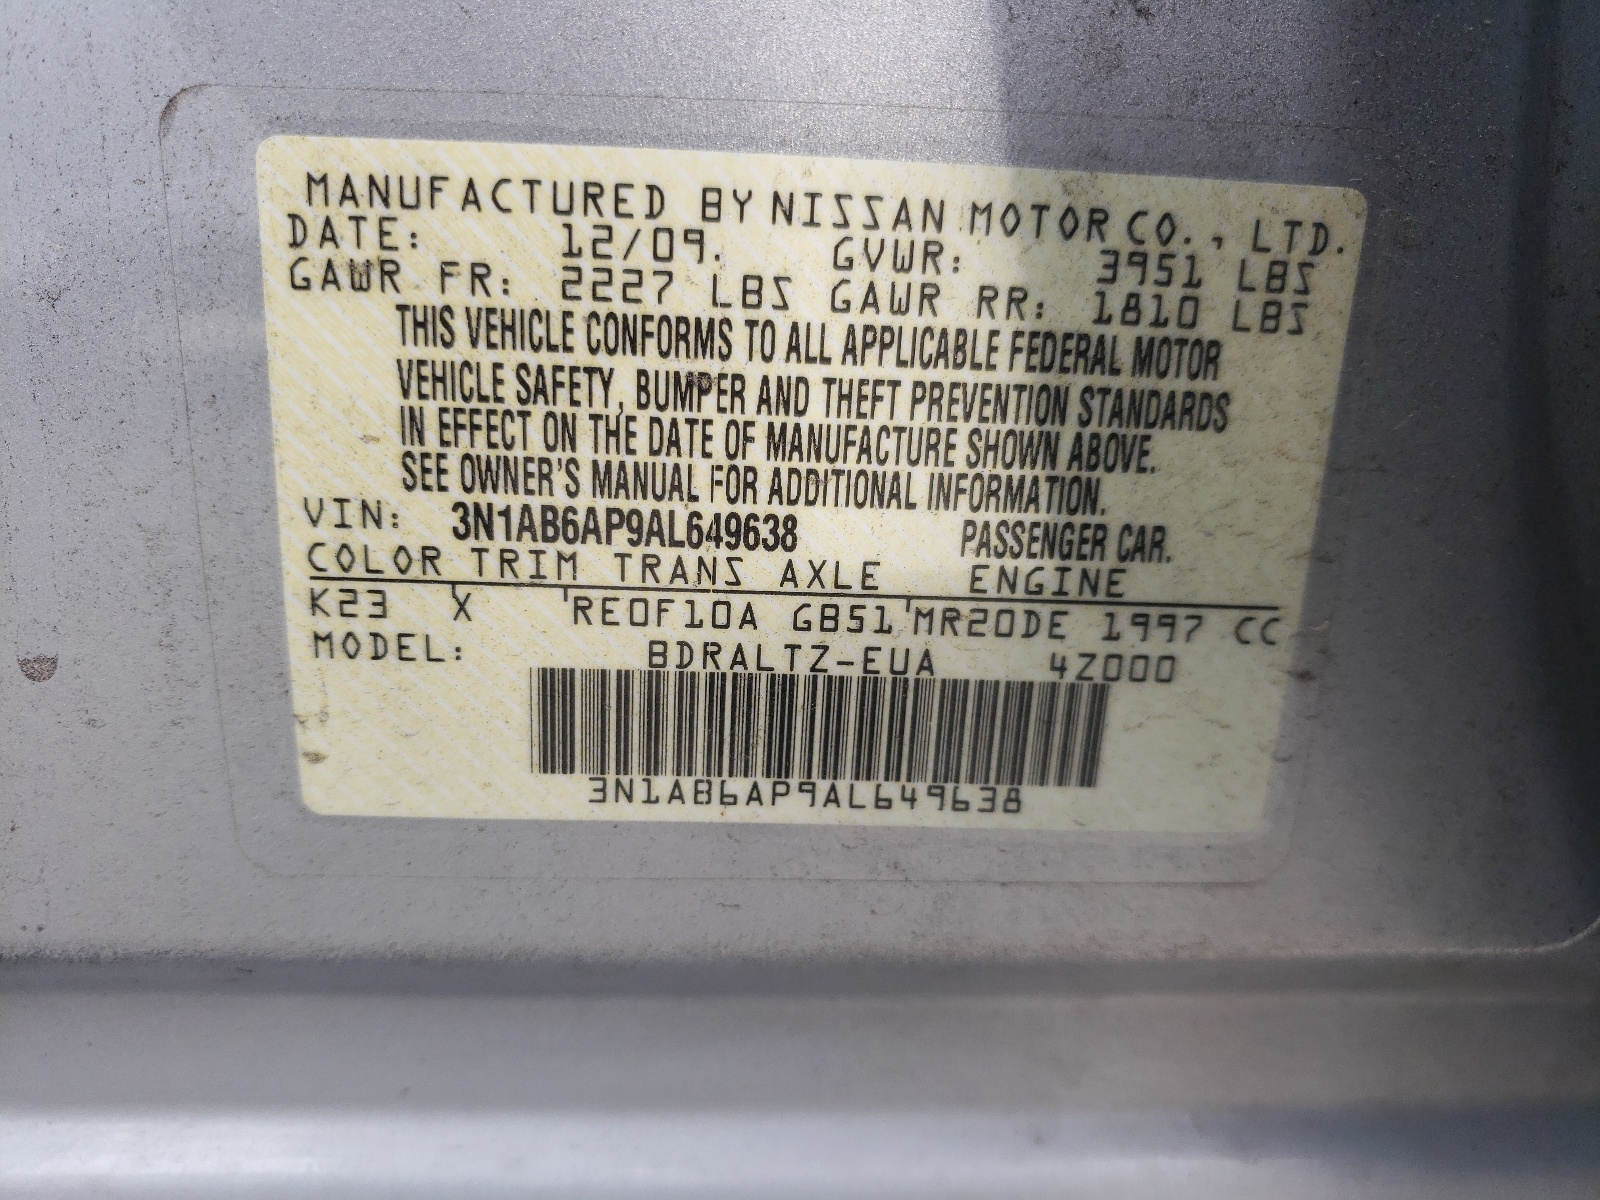 MANUFACTURED BY NISSAN MOTOR CO., LTD.
DATE: 12/09. GVWR: 3951 LBS
GAWR FR: 2227 LBS GAWR RR: 1810 LBS
THIS VEHICLE CONFORMS TO ALL APPLICABLE FEDERAL MOTOR
VEHICLE SAFETY, BUMPER AND THEFT PREVENTION STANDARDS
IN EFFECT ON THE DATE OF MANUFACTURE SHOWN ABOVE.
SEE OWNER'S MANUAL FOR ADDITIONAL INFORMATION.
VIN: 3N1AB6AP9AL649638 PASSENGER CAR.
COLOR TRIM TRANS AXLE ENGINE
K23 X RE0F10A GB51 MR20DE 1997 CC
MODEL: BDRALTZ-EUA 4Z000
3N1AB6AP9AL649638